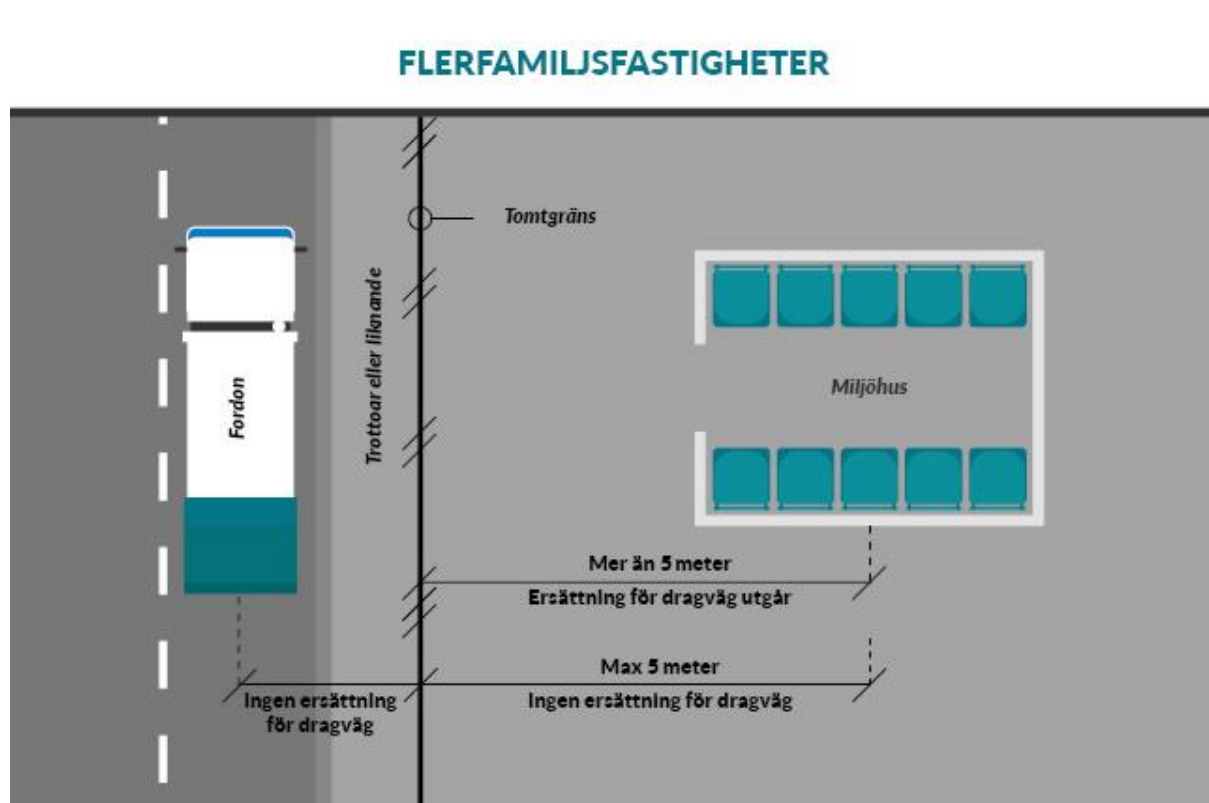 FLERFAMILJSFASTIGHETER
Tomtgräns
Trottoar eller liknande
Fordon
Miljöhus
Mer än 5 meter
Ersättning för dragväg utgår
Max 5 meter
Ingen ersättning för dragväg
Ingen ersättning
för dragväg